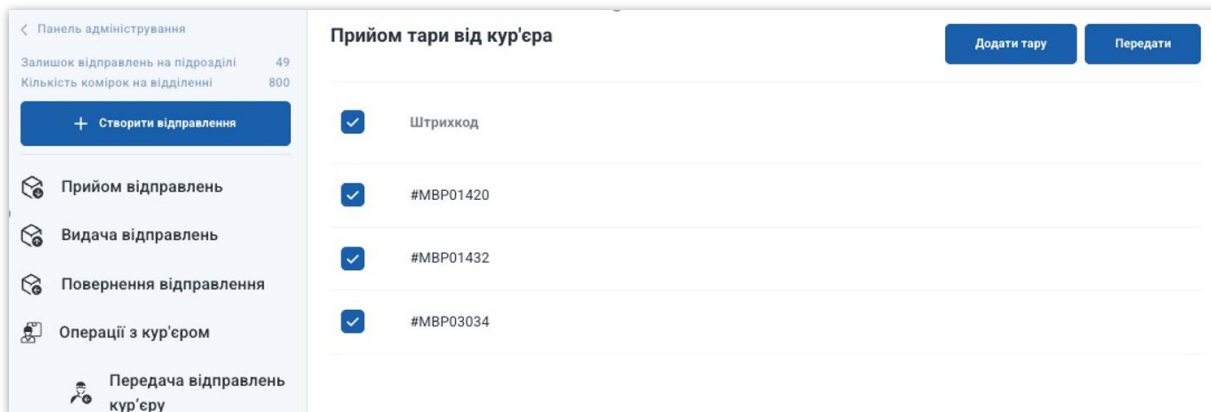 Панель адміністрування
Залишок відправлень на підрозділі 49
Кількість комірок на відділенні 800
+ Створити відправлення
Прийом відправлень
Видача відправлень
Повернення відправлення
Операції з кур'єром
Передача відправлень
кур’єру
Прийом тари від кур'єра
Додати тару
Передати
Штрихкод
#MBP01420
#MBP01432
#MBP03034